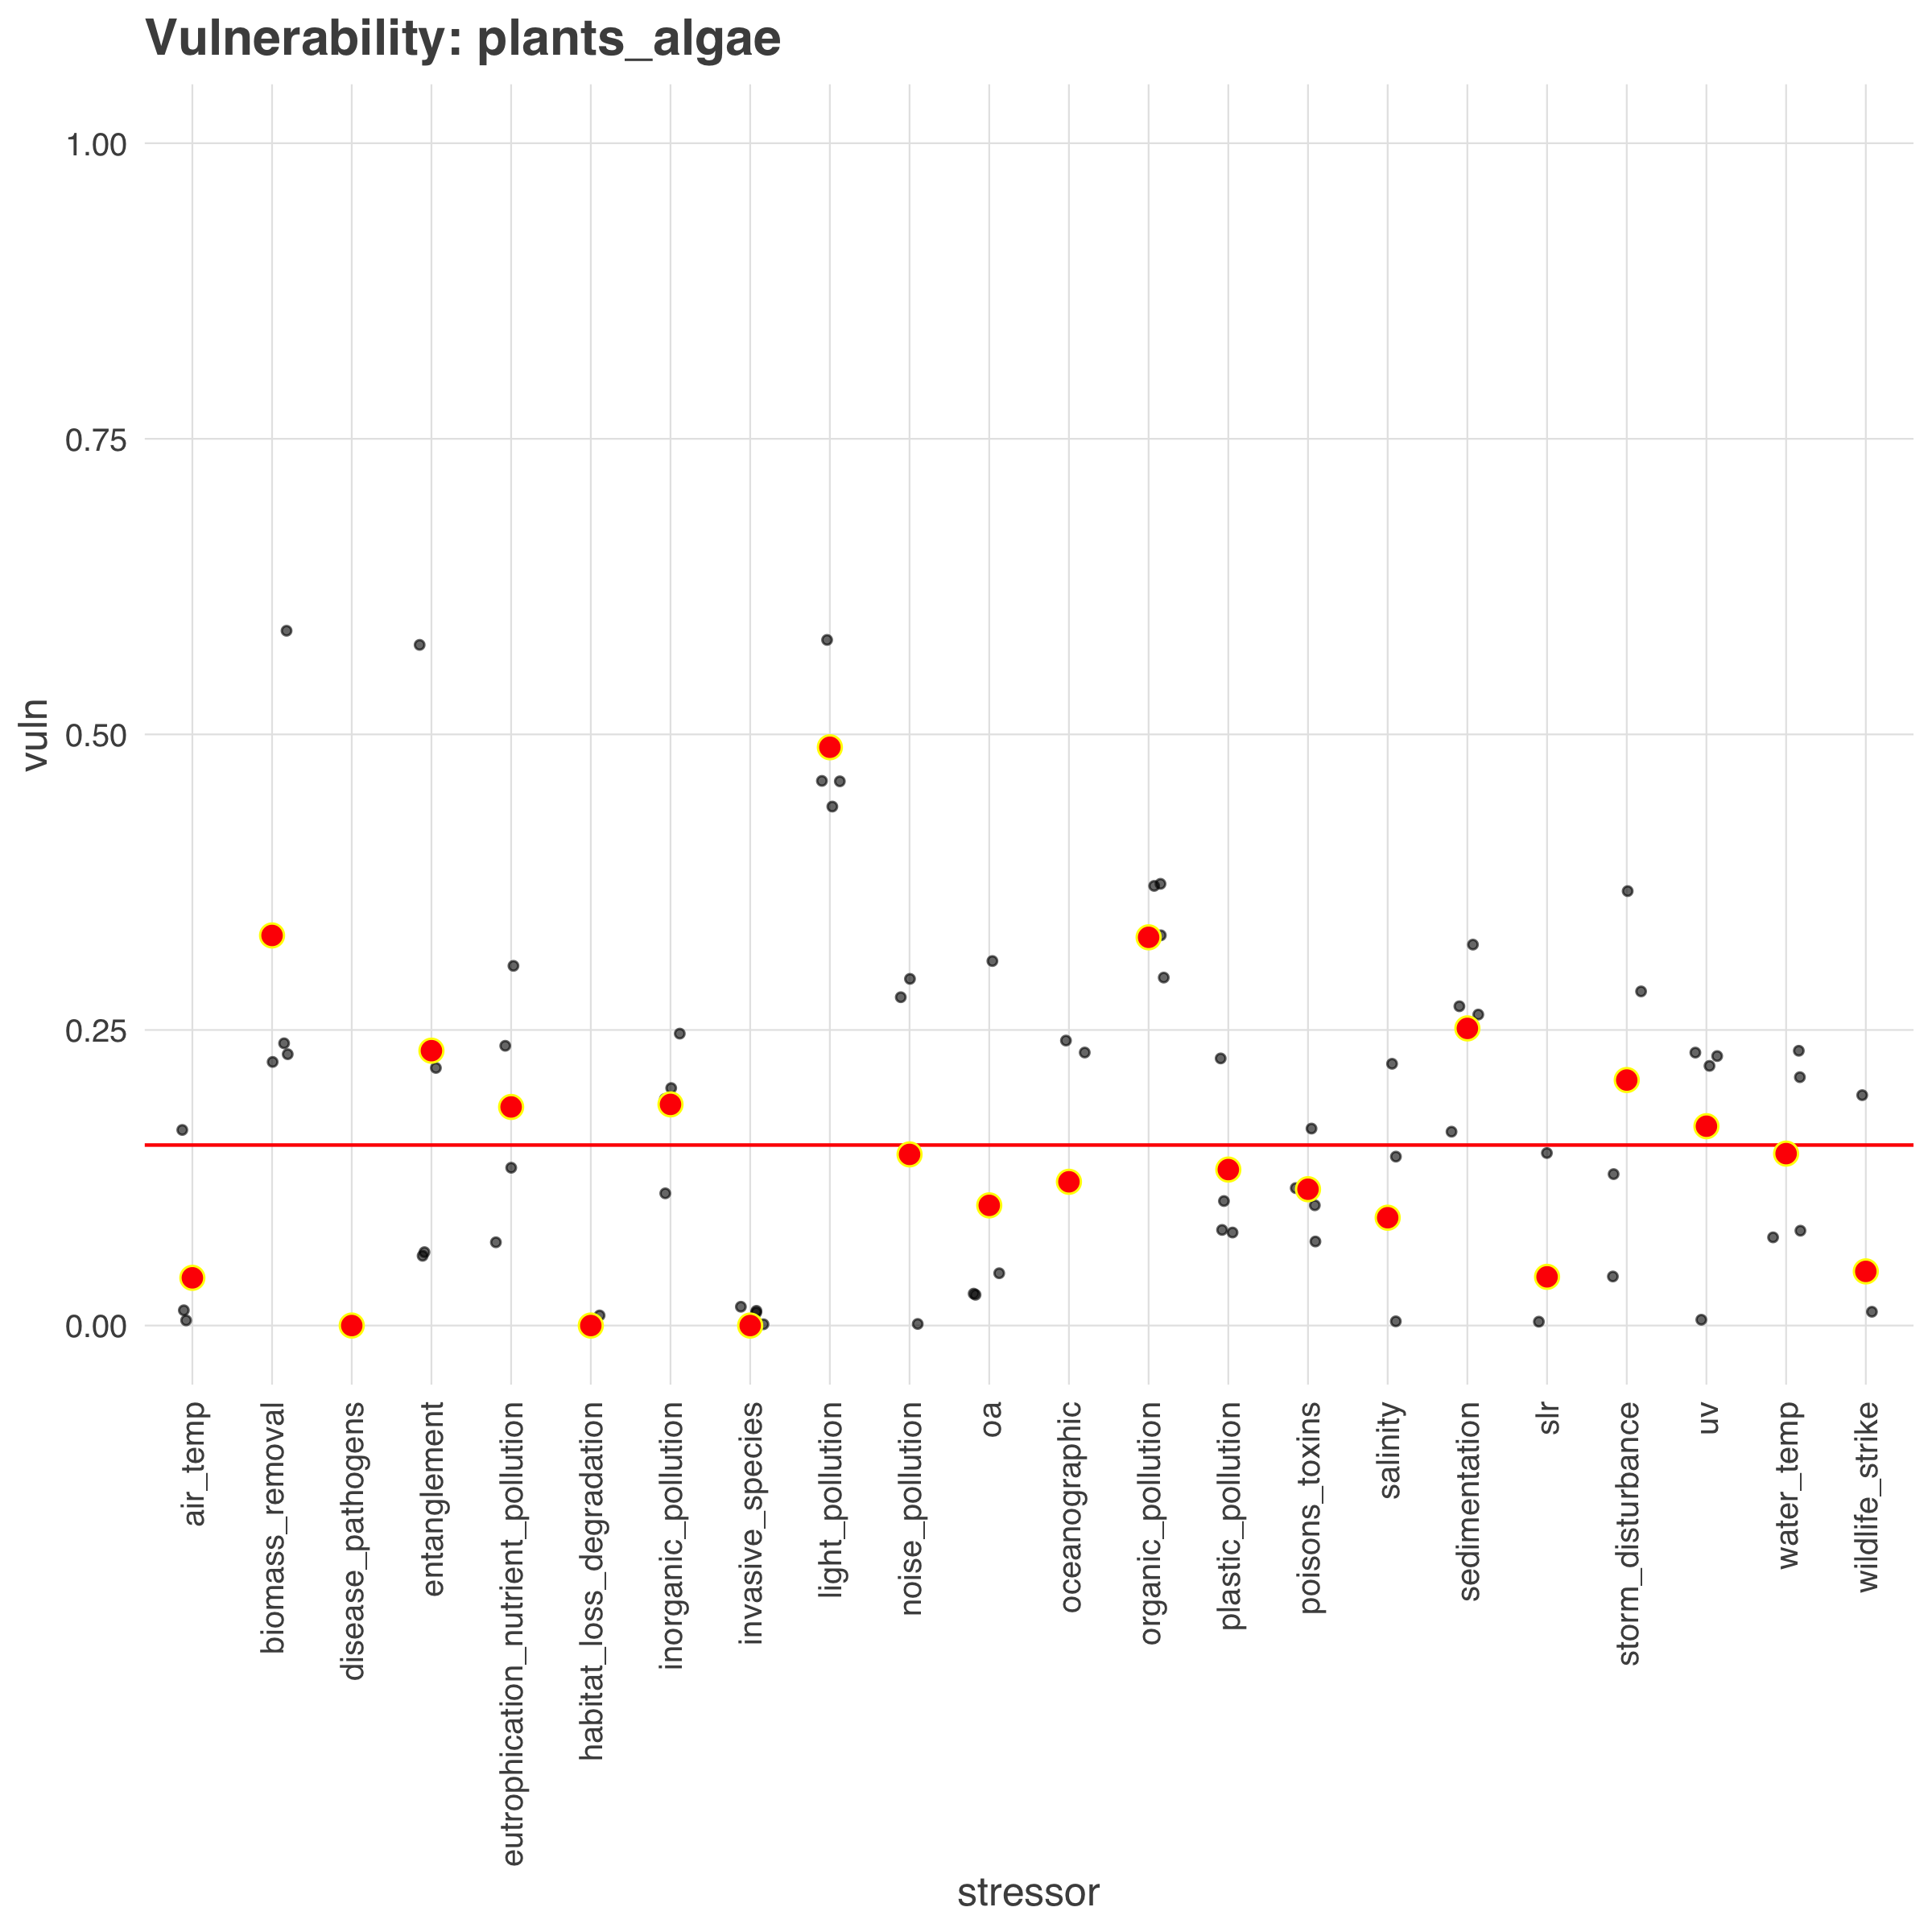 Vulnerability: plants_algae
1.00
0.75
0.50
0.25
0.00
vuln
air_temp
biomass_removal
disease_pathogens
entanglement
eutrophication_nutrient_pollution
habitat_loss_degradation
inorganic_pollution
invasive_species
light_pollution
noise_pollution
oa
oceanographic
organic_pollution
plastic_pollution
poisons_toxins
salinity
sedimentation
slr
storm_disturbance
uv
water_temp
wildlife_strike
stressor